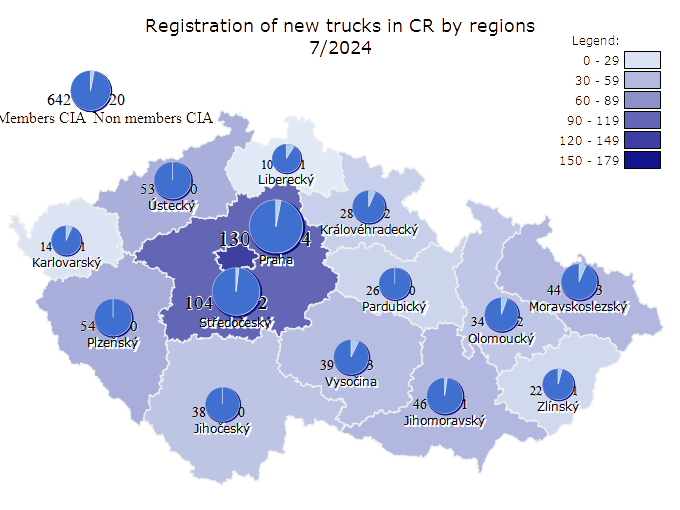 Registration of new trucks in CR by regions
7/2024
Legend:
0 - 29
30 - 59
60 - 89
90 - 119
120 - 149
150 - 179
642 20
Members CIA Non members CIA
10 1
Liberecký
53 0
Ústecký
28 2
Královéhradecký
14 1
Karlovarský
130 4
Praha
104 2
Středočeský
26 0
Pardubický
44 3
Moravskoslezský
54 0
Plzeňský
34 2
Olomoucký
39 3
Vysočina
22 1
Zlínský
38 0
Jihočeský
46 1
Jihomoravský